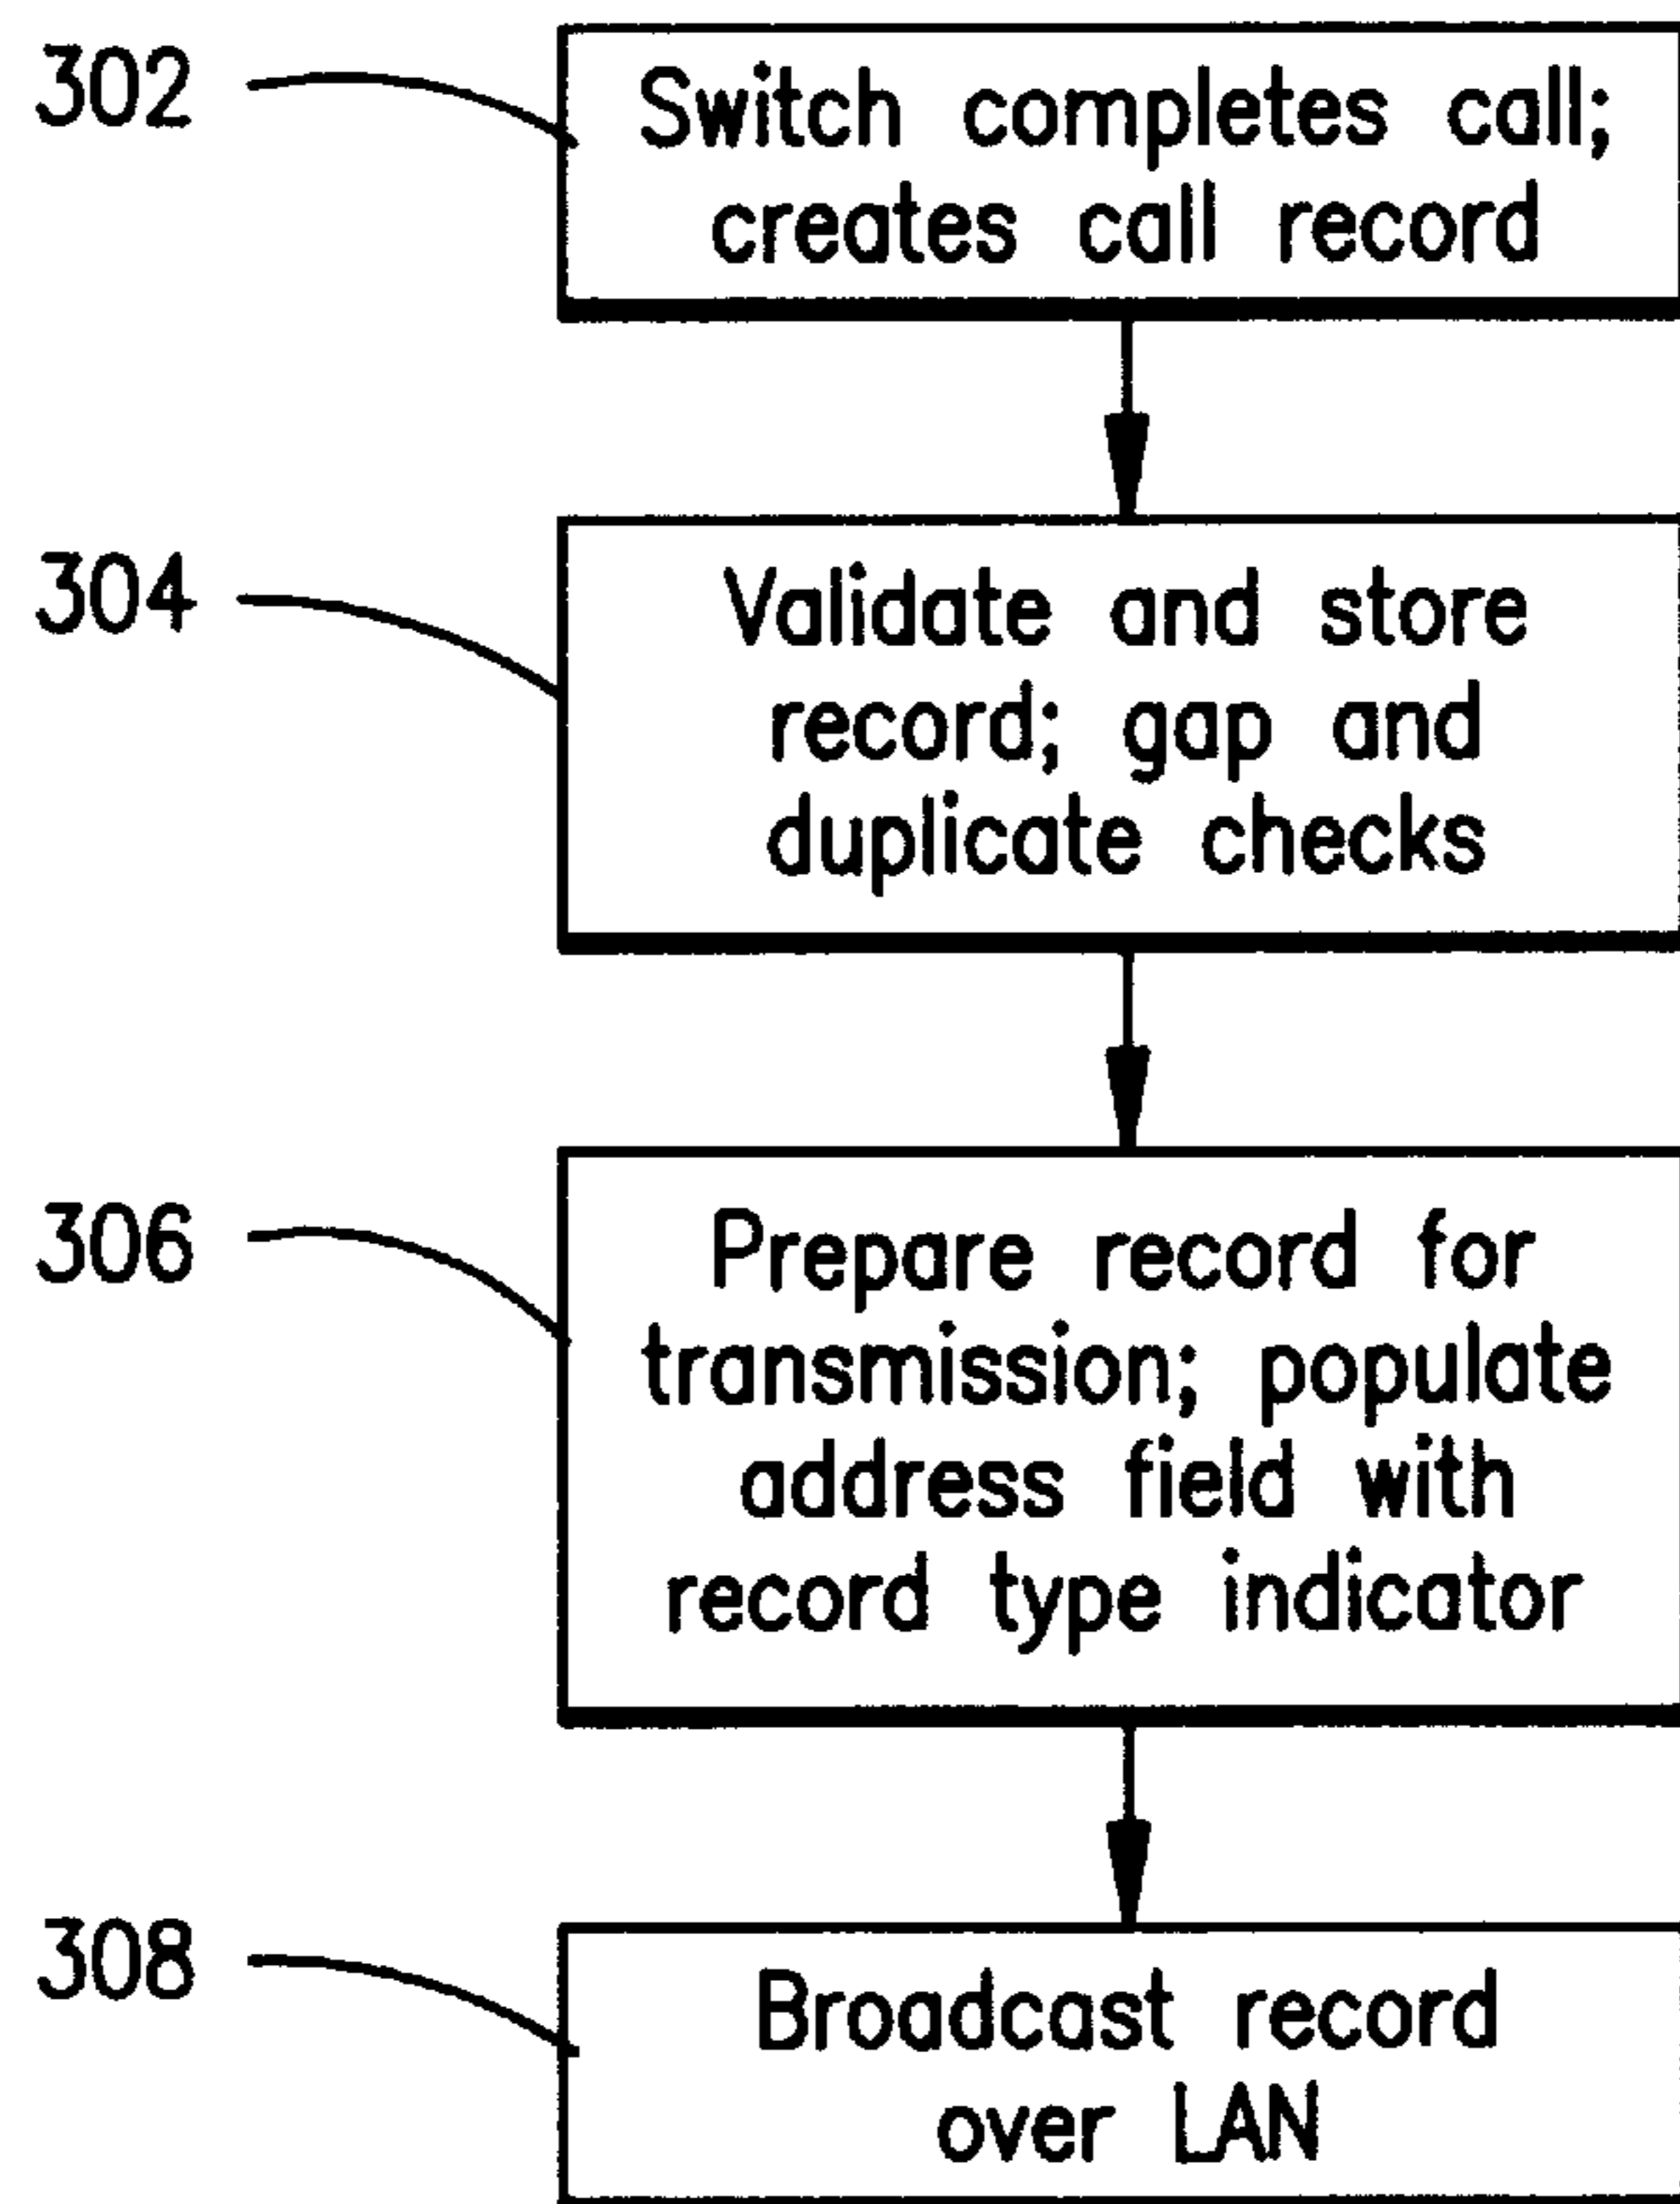 302
Switch completes call;
creates call record
304
Validate and store
record; gap and
duplicate checks
306
Prepare record for
transmission; populate
address field with
record type indicator
308
Broadcast record
over LAN